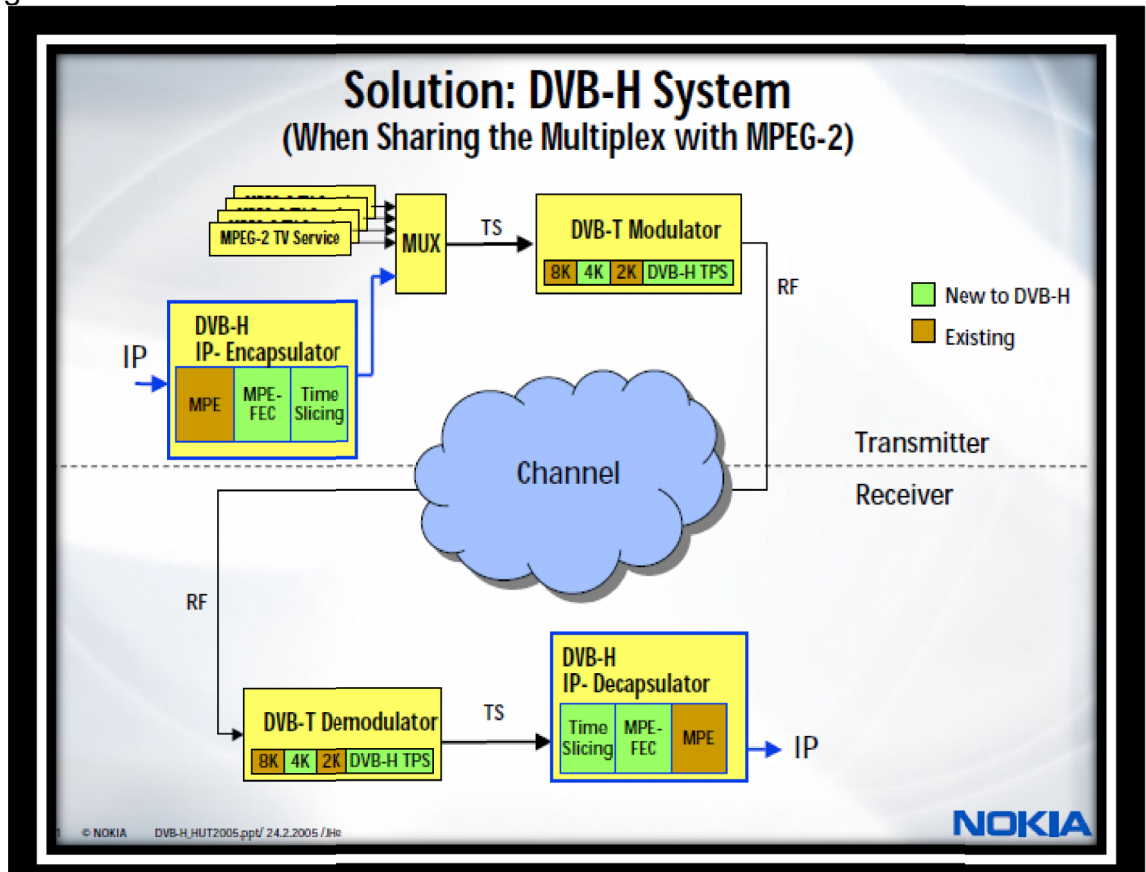 Solution: DVB-H System
(When Sharing the Multiplex with MPEG-2)
MPEG-2 TV Service
MUX
TS
DVB-T Modulator
8K 4K 2K DVB-H TPS
RF
New to DVB-H
Existing
IP
DVB-H
IP- Encapsulator
MPE
MPE-
FEC
Time
Slicing
Channel
Transmitter
Receiver
RF
DVB-T Demodulator
8K 4K 2K DVB-H TPS
TS
DVB-H
IP- Decapsulator
Time
Slicing
MPE-
FEC
MPE
IP
© NOKIA DVB-H_HUT2005.ppt/ 24.2.2005 /JHe
NOKIA